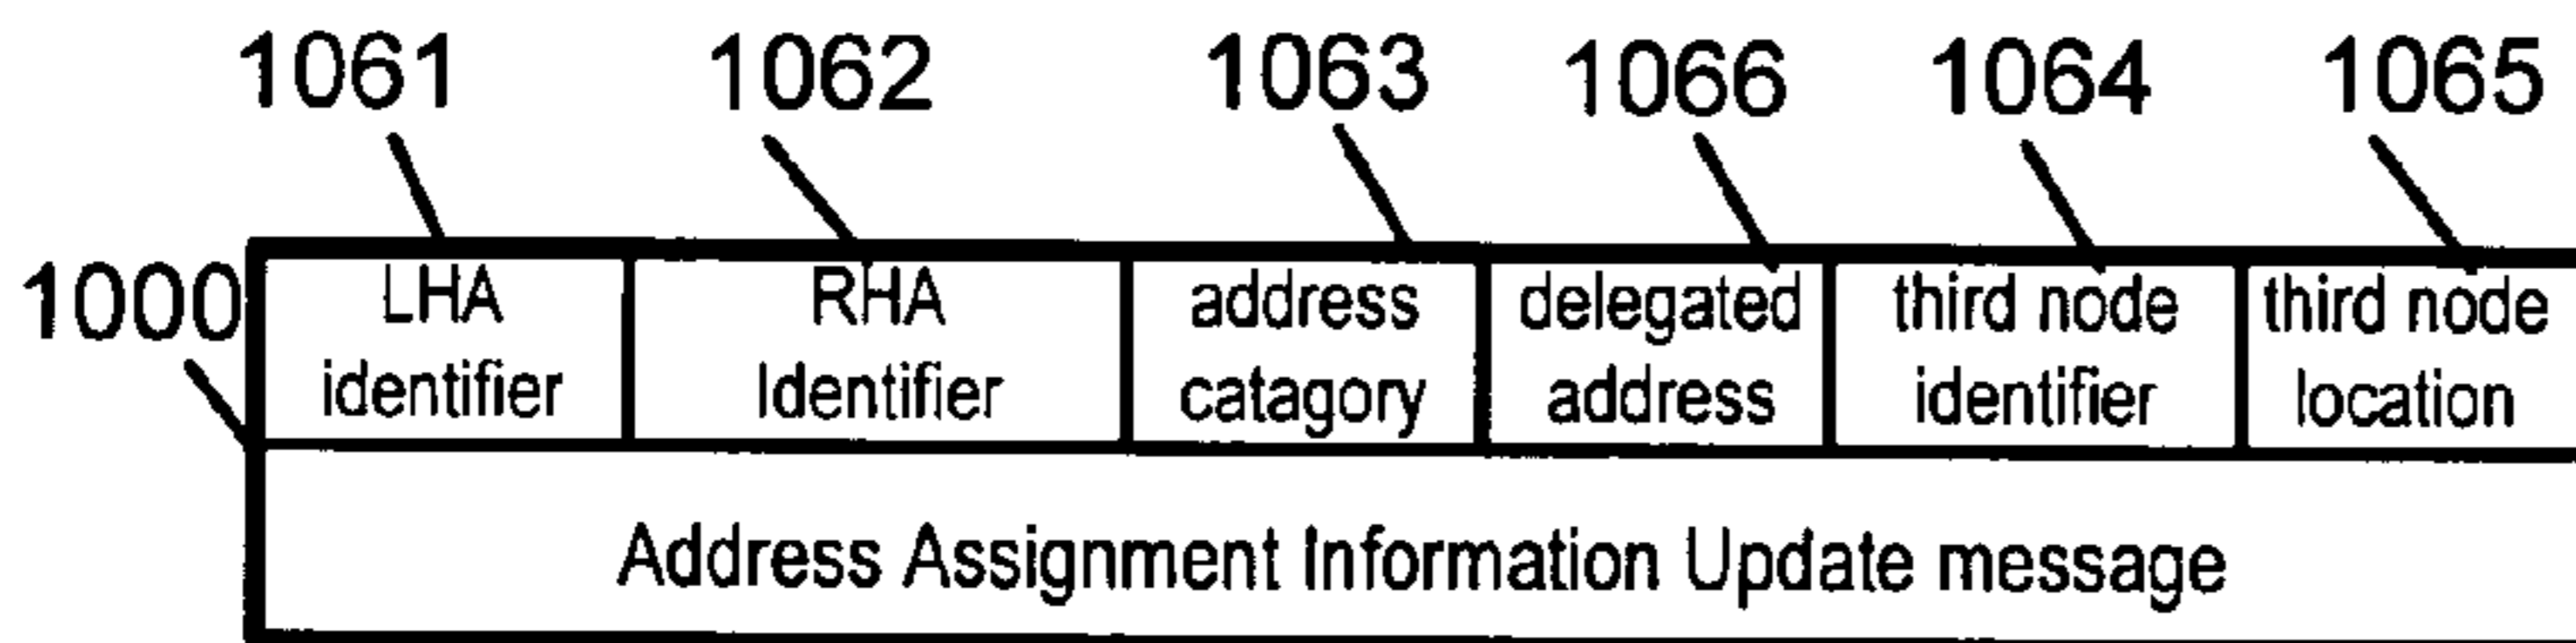 1061 1062 1063 1066 1064 1065
1000
LHA identifier
RHA Identifier
address catagory
delegated address
third node identifier
third node location
Address Assignment Information Update message